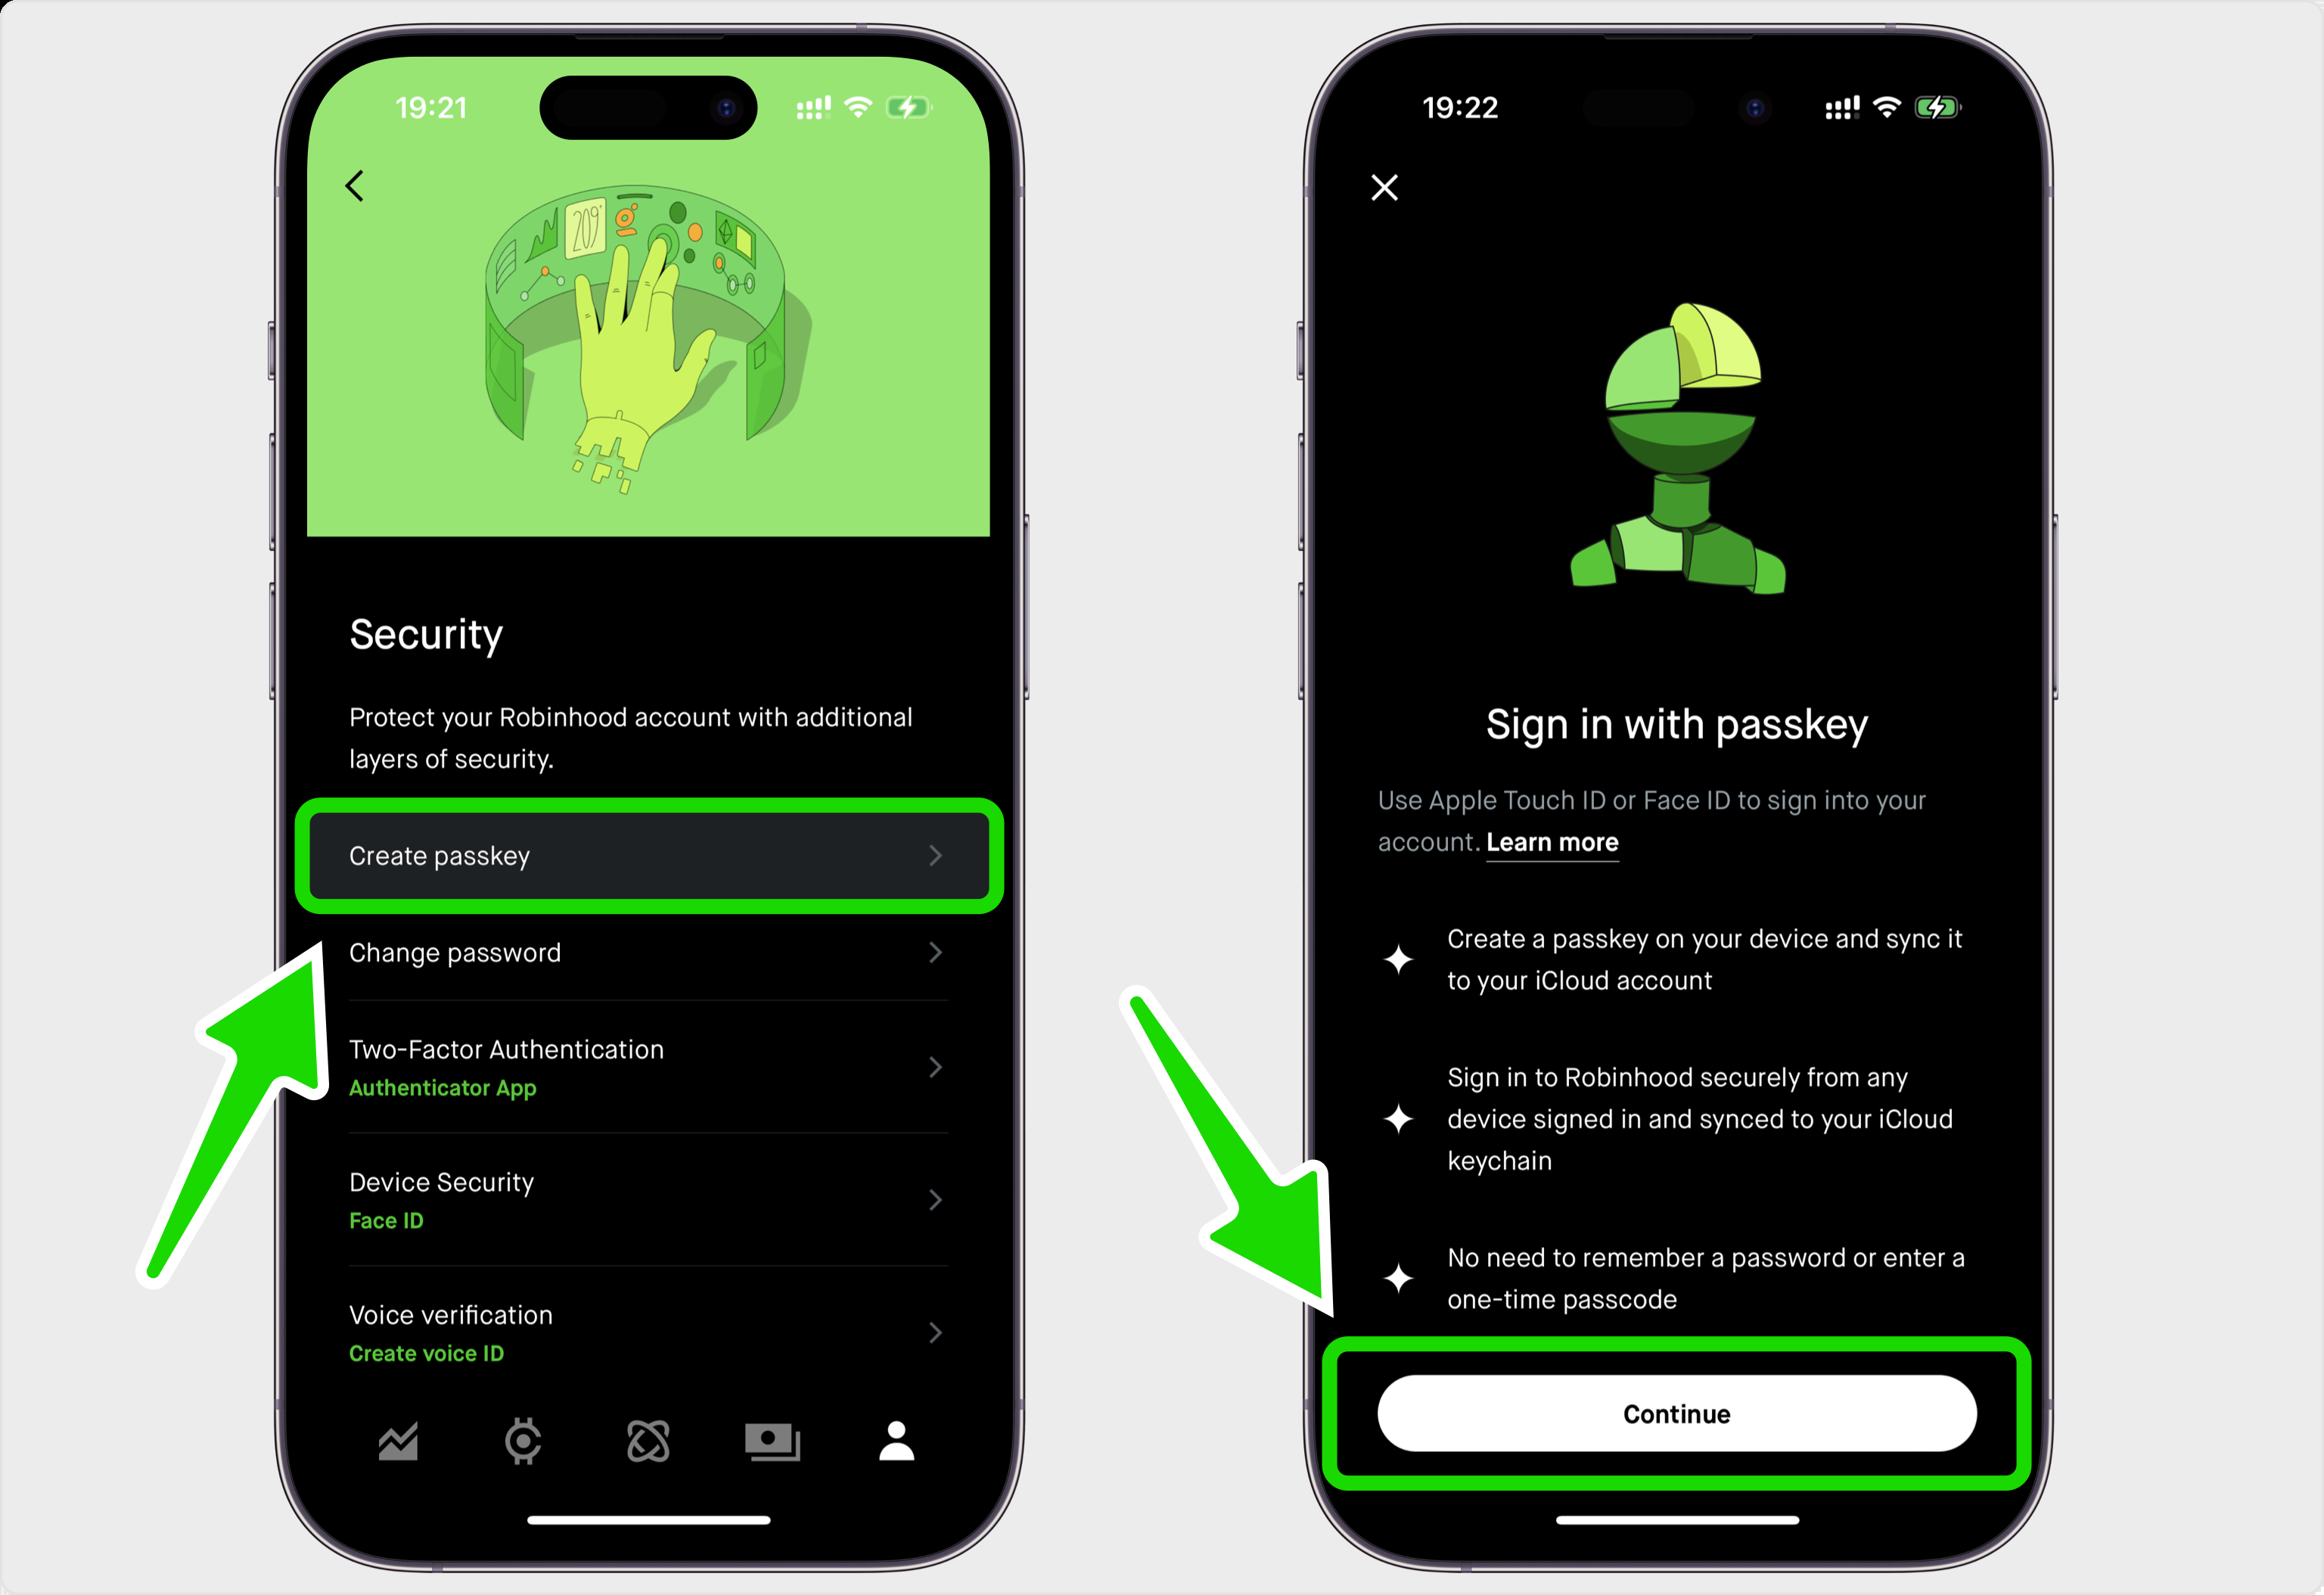 19:21
209°
Security
Protect your Robinhood account with additional
layers of security.
Create passkey
Change password
Two-Factor Authentication
Authenticator App
Device Security
Face ID
Voice verification
Create voice ID
19:22
Sign in with passkey
Use Apple Touch ID or Face ID to sign into your
account. Learn more
Create a passkey on your device and sync it
to your iCloud account
Sign in to Robinhood securely from any
device signed in and synced to your iCloud
keychain
No need to remember a password or enter a
one-time passcode
Continue